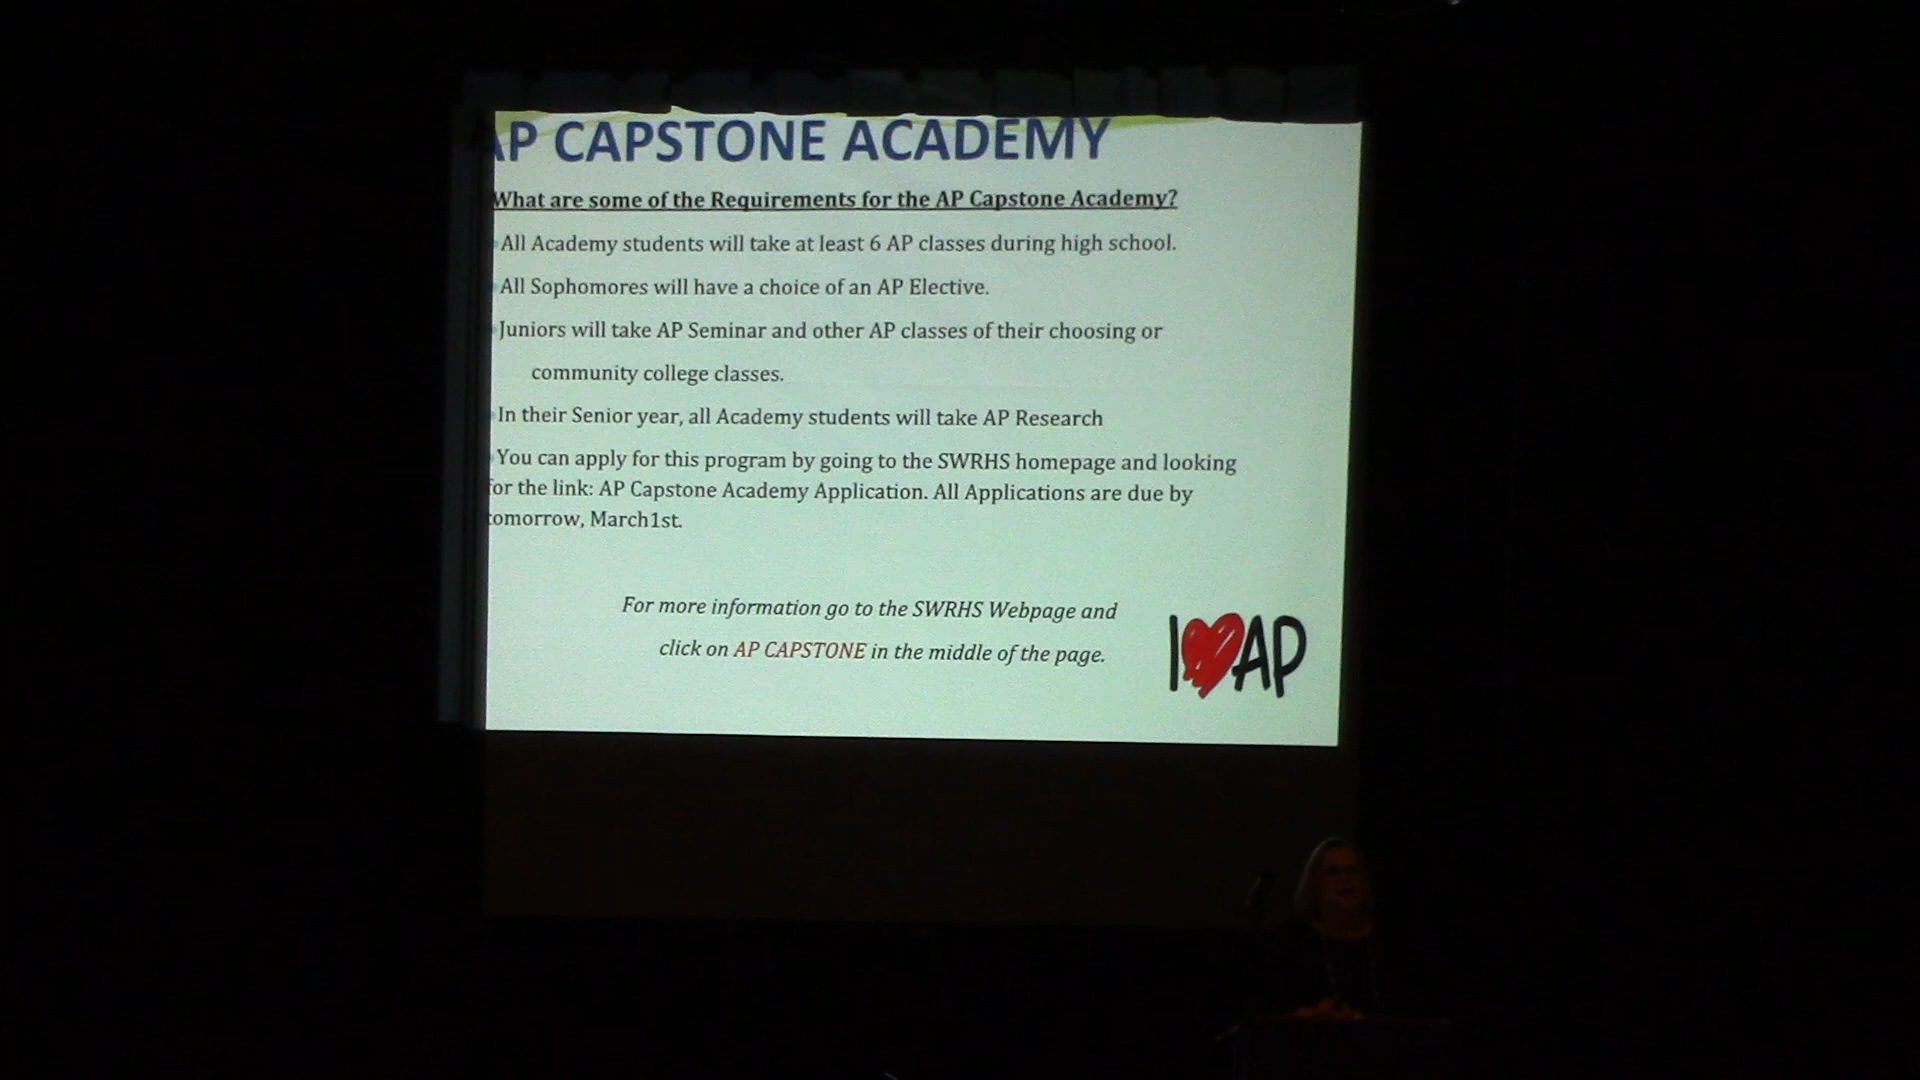 AP CAPSTONE ACADEMY
What are some of the Requirements for the AP Capstone Academy?
All Academy students will take at least 6 AP classes during high school.
All Sophomores will have a choice of an AP Elective.
Juniors will take AP Seminar and other AP classes of their choosing or
community college classes.
In their Senior year, all Academy students will take AP Research
You can apply for this program by going to the SWRHS homepage and looking
for the link: AP Capstone Academy Application. All Applications are due by
tomorrow, March1st.
For more information go to the SWRHS Webpage and
click on AP CAPSTONE in the middle of the page.
I AP